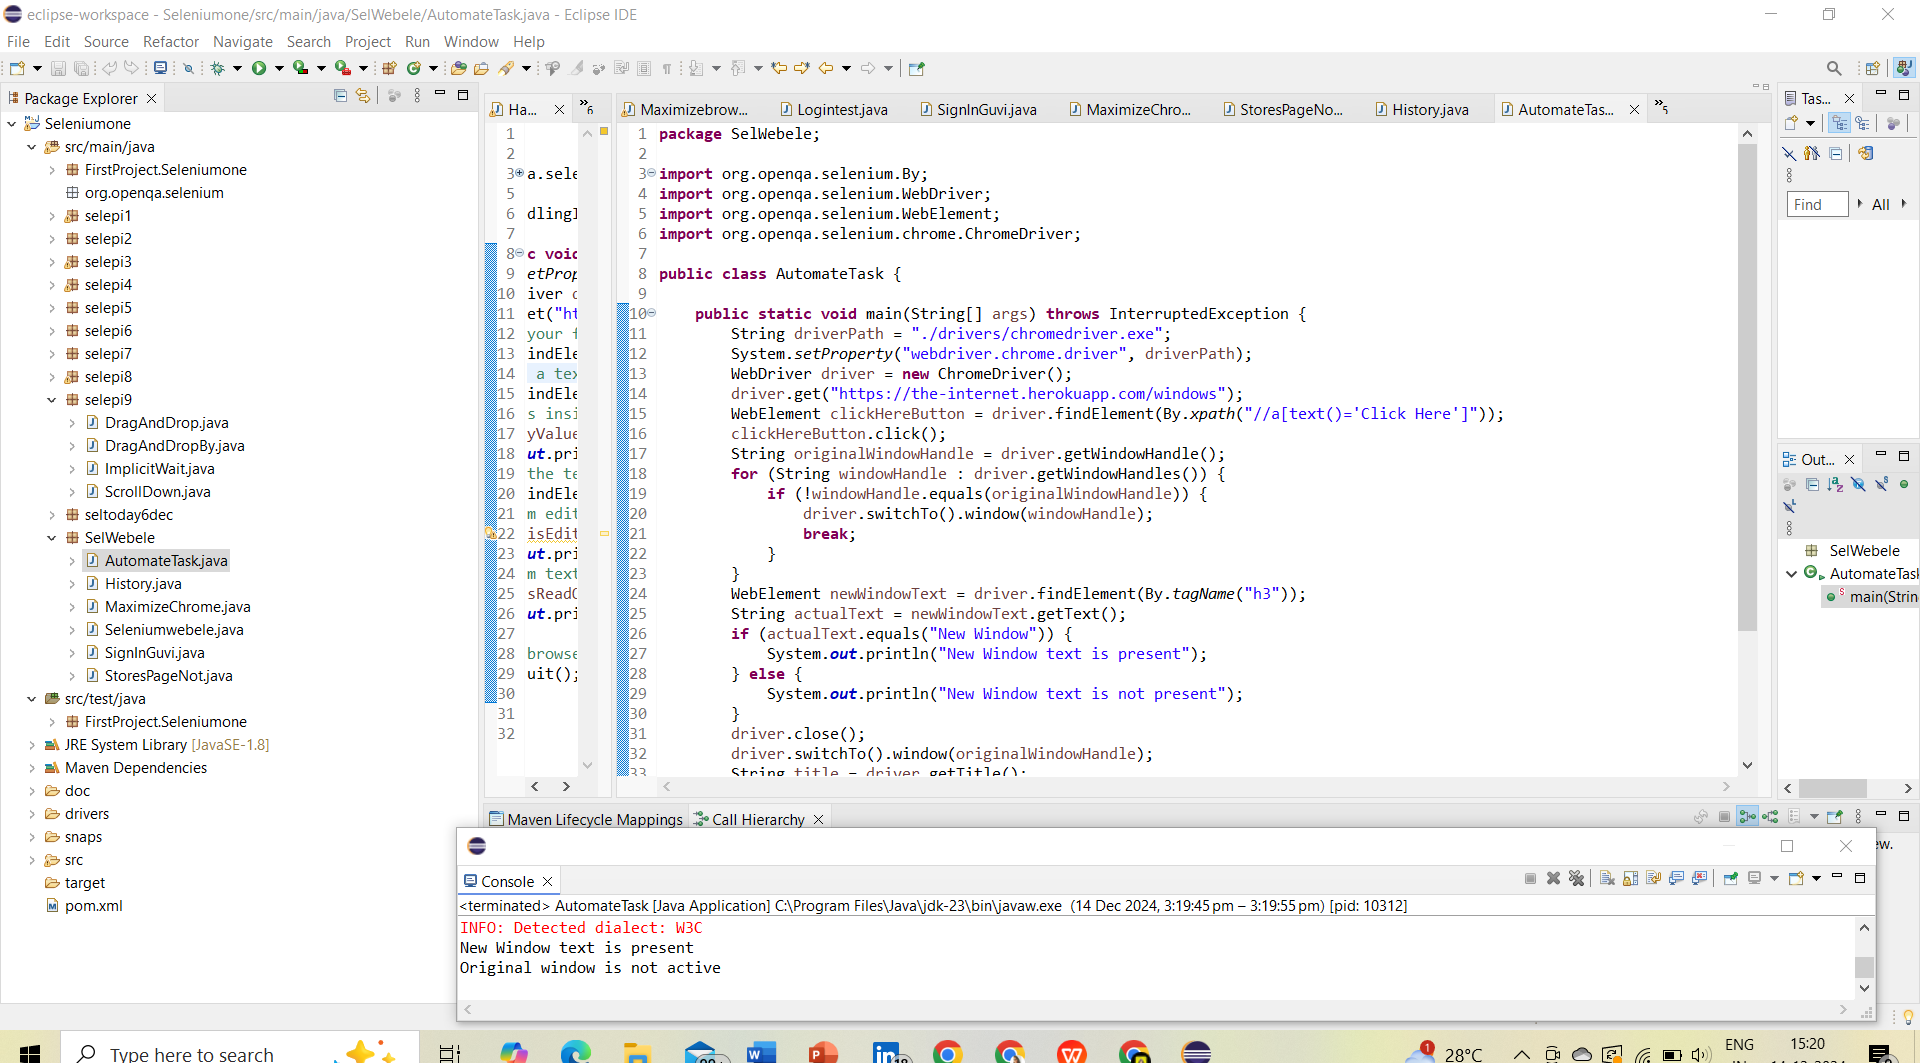 eclipse-workspace - Seleniumone/src/main/java/SelWebele/AutomateTask.java - Eclipse IDE
File Edit Source Refactor Navigate Search Project Run Window Help
Package Explorer
Seleniumone
src/main/java
FirstProject.Seleniumone
org.openqa.selenium
selepi1
selepi2
selepi3
selepi4
selepi5
selepi6
selepi7
selepi8
selepi9
DragAndDrop.java
DragAndDropBy.java
ImplicitWait.java
ScrollDown.java
seltoday6dec
SelWebele
AutomateTask.java
History.java
MaximizeChrome.java
Seleniumwebele.java
SignInGuvi.java
StoresPageNot.java
src/test/java
FirstProject.Seleniumone
JRE System Library [JavaSE-1.8]
Maven Dependencies
doc
drivers
snaps
src
target
pom.xml
Ha... 6
1
2
3 a.sele
5
6 dlingI
7
8 c void
9 etProp
10 iver
11 et("ht
12 your f
13 indEle
14 a tex
15 indEle
16 s insi
17 yValue
18 ut.pri
19 the te
20 indEle
21 m edit
22 isEdit
23 ut.pri
24 m text
25 sReadO
26 ut.pri
27
28 browse
29 uit();
30
31
32
Maximizebrow... Logintest.java SignInGuvi.java MaximizeChro... StoresPageNo... History.java AutomateTas... 5
1 package SelWebele;
2
3 import org.openqa.selenium.By;
4 import org.openqa.selenium.WebDriver;
5 import org.openqa.selenium.WebElement;
6 import org.openqa.selenium.chrome.ChromeDriver;
7
8 public class AutomateTask {
9
10 public static void main(String[] args) throws InterruptedException {
11 String driverPath = "./drivers/chromedriver.exe";
12 System.setProperty("webdriver.chrome.driver", driverPath);
13 WebDriver driver = new ChromeDriver();
14 driver.get("https://the-internet.herokuapp.com/windows");
15 WebElement clickHereButton = driver.findElement(By.xpath("//a[text()='Click Here']"));
16 clickHereButton.click();
17 String originalWindowHandle = driver.getWindowHandle();
18 for (String windowHandle : driver.getWindowHandles()) {
19 if (!windowHandle.equals(originalWindowHandle)) {
20 driver.switchTo().window(windowHandle);
21 break;
22 }
23 }
24 WebElement newWindowText = driver.findElement(By.tagName("h3"));
25 String actualText = newWindowText.getText();
26 if (actualText.equals("New Window")) {
27 System.out.println("New Window text is present");
28 } else {
29 System.out.println("New Window text is not present");
30 }
31 driver.close();
32 driver.switchTo().window(originalWindowHandle);
33 String title = driver.getTitle();
Tas...
Find All
Out...
SelWebele
AutomateTask
main(Strin
Maven Lifecycle Mappings Call Hierarchy
ew.
Console
<terminated> AutomateTask [Java Application] C:\Program Files\Java\jdk-23\bin\javaw.exe (14 Dec 2024, 3:19:45 pm – 3:19:55 pm) [pid: 10312]
INFO: Detected dialect: W3C
New Window text is present
Original window is not active
Type here to search
28°C
ENG
15:20